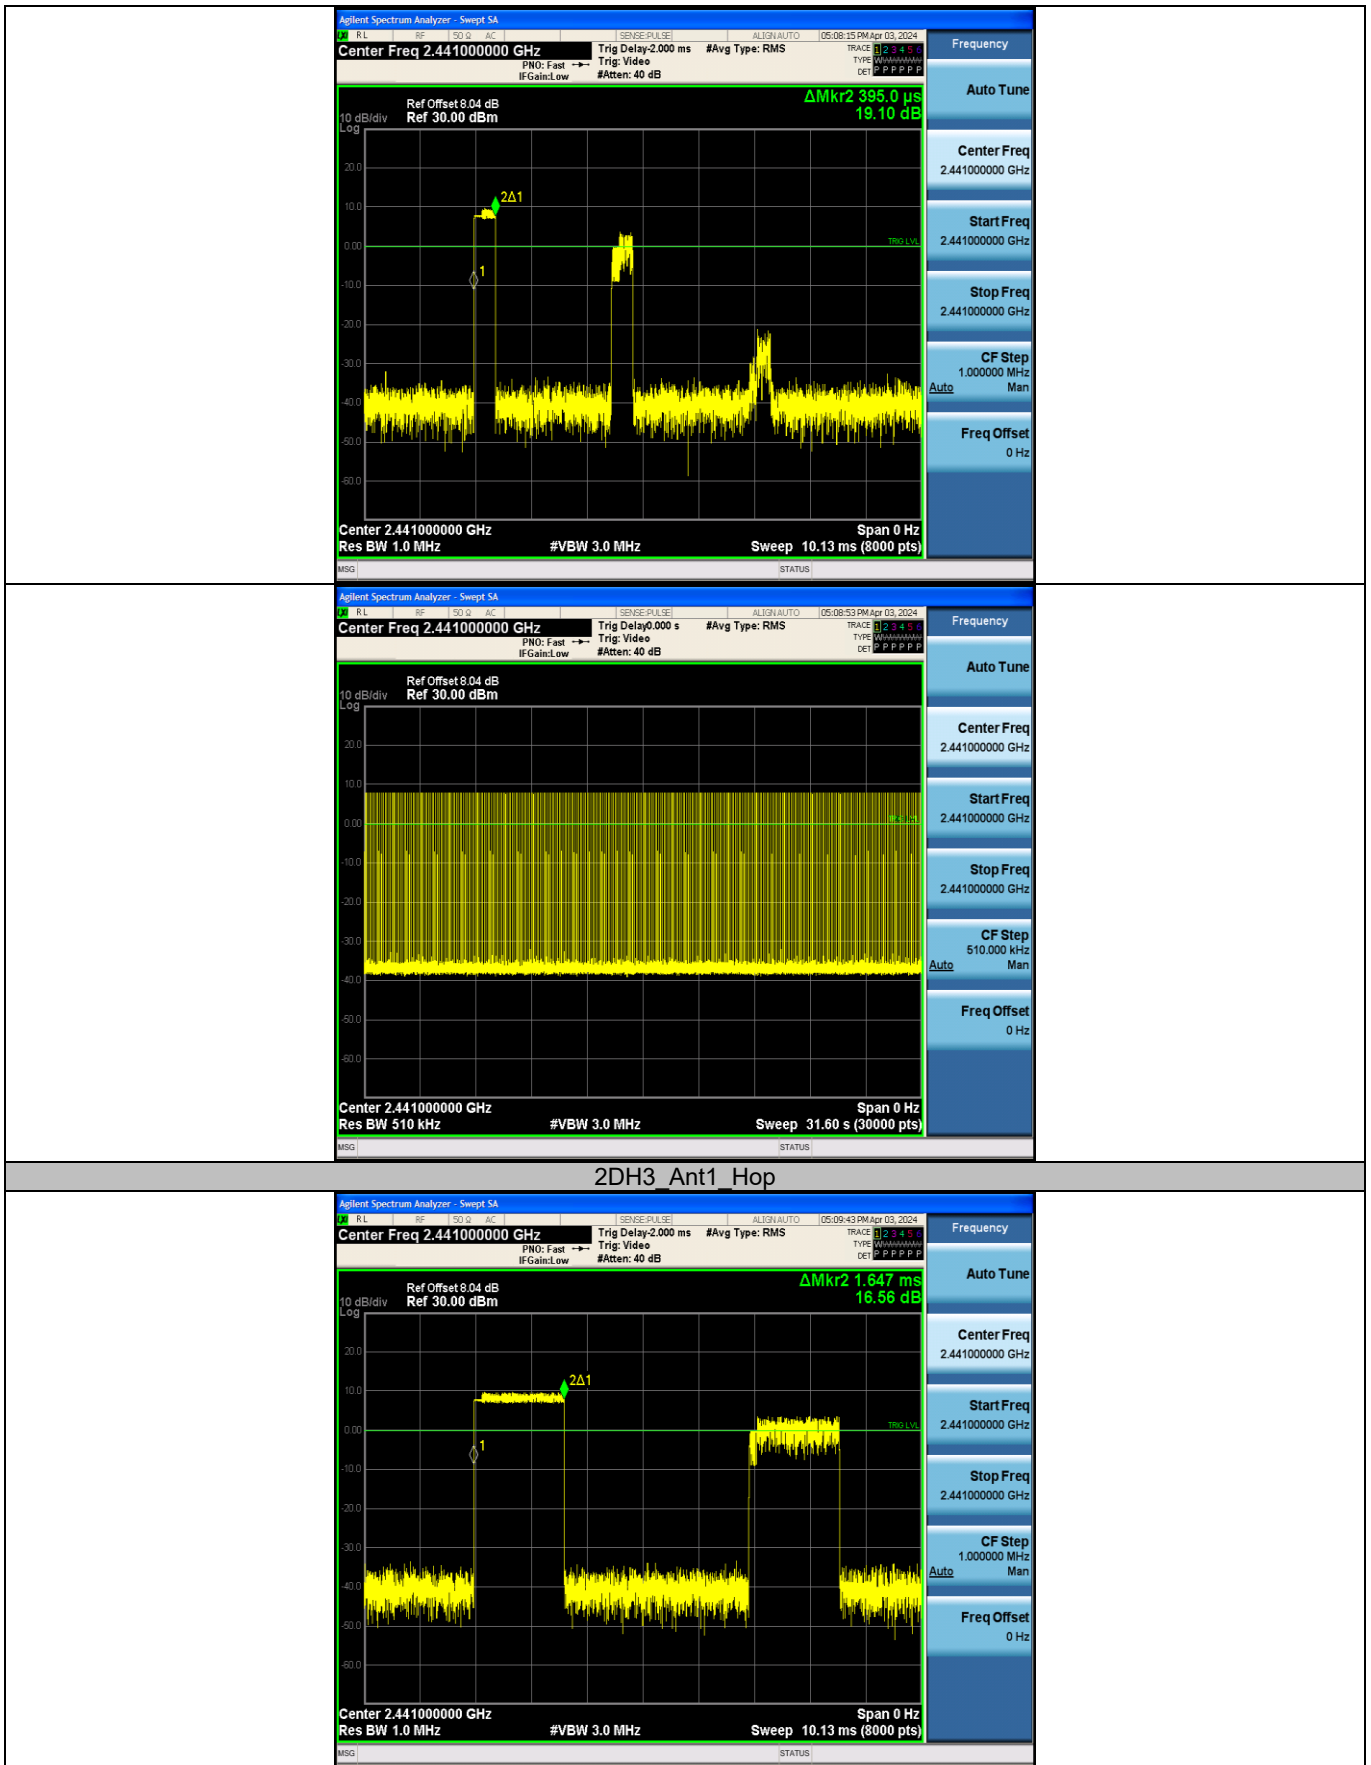 Agilent Spectrum Analyzer - Swept SA
RL RF 50 Ω AC SENSE:PULSE ALIGN AUTO 05:08:15 PM Apr 03, 2024
Center Freq 2.441000000 GHz Trig Delay-2.000 ms #Avg Type: RMS TRACE 1 2 3 4 5 6
PNO: Fast Trig: Video TYPE
IFGain:Low #Atten: 40 dB DET P P P P P P
Frequency
Auto Tune
Center Freq
2.441000000 GHz
Start Freq
2.441000000 GHz
Stop Freq
2.441000000 GHz
CF Step
1.000000 MHz
Auto Man
Freq Offset
0 Hz
ΔMkr2 395.0 µs
19.10 dB
Ref Offset 8.04 dB
10 dB/div Ref 30.00 dBm
Log
20.0
10.0
0.00
-10.0
-20.0
-30.0
-40.0
-50.0
-60.0
2Δ1
1
TRIG LVL
Center 2.441000000 GHz Span 0 Hz
Res BW 1.0 MHz #VBW 3.0 MHz Sweep 10.13 ms (8000 pts)
MSG STATUS
Agilent Spectrum Analyzer - Swept SA
RL RF 50 Ω AC SENSE:PULSE ALIGN AUTO 05:08:53 PM Apr 03, 2024
Center Freq 2.441000000 GHz Trig Delay0.000 s #Avg Type: RMS TRACE 1 2 3 4 5 6
PNO: Fast Trig: Video TYPE
IFGain:Low #Atten: 40 dB DET P P P P P P
Frequency
Auto Tune
Center Freq
2.441000000 GHz
Start Freq
2.441000000 GHz
Stop Freq
2.441000000 GHz
CF Step
510.000 kHz
Auto Man
Freq Offset
0 Hz
Ref Offset 8.04 dB
10 dB/div Ref 30.00 dBm
Log
20.0
10.0
0.00
-10.0
-20.0
-30.0
-40.0
-50.0
-60.0
Center 2.441000000 GHz Span 0 Hz
Res BW 510 kHz #VBW 3.0 MHz Sweep 31.60 s (30000 pts)
MSG STATUS
2DH3_Ant1_Hop
Agilent Spectrum Analyzer - Swept SA
RL RF 50 Ω AC SENSE:PULSE ALIGN AUTO 05:09:43 PM Apr 03, 2024
Center Freq 2.441000000 GHz Trig Delay-2.000 ms #Avg Type: RMS TRACE 1 2 3 4 5 6
PNO: Fast Trig: Video TYPE
IFGain:Low #Atten: 40 dB DET P P P P P P
Frequency
Auto Tune
Center Freq
2.441000000 GHz
Start Freq
2.441000000 GHz
Stop Freq
2.441000000 GHz
CF Step
1.000000 MHz
Auto Man
Freq Offset
0 Hz
ΔMkr2 1.647 ms
16.56 dB
Ref Offset 8.04 dB
10 dB/div Ref 30.00 dBm
Log
20.0
10.0
0.00
-10.0
-20.0
-30.0
-40.0
-50.0
-60.0
2Δ1
1
TRIG LVL
Center 2.441000000 GHz Span 0 Hz
Res BW 1.0 MHz #VBW 3.0 MHz Sweep 10.13 ms (8000 pts)
MSG STATUS